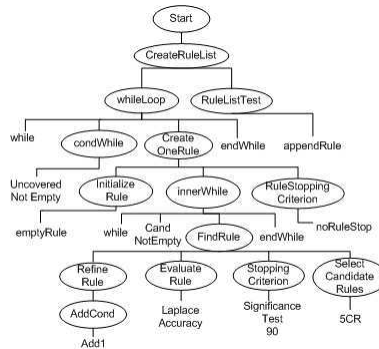 Start
CreateRuleList
whileLoop
RuleListTest
while
condWhile
Create
OneRule
endWhile
appendRule
Uncovered
Not Empty
Initialize
Rule
innerWhile
RuleStopping
Criterion
emptyRule
while
Cand
NotEmpty
FindRule
endWhile
noRuleStop
Refine
Rule
Evaluate
Rule
Stopping
Criterion
Select
Candidate
Rules
AddCond
Laplace
Accuracy
Significance
Test
90
5CR
Add1